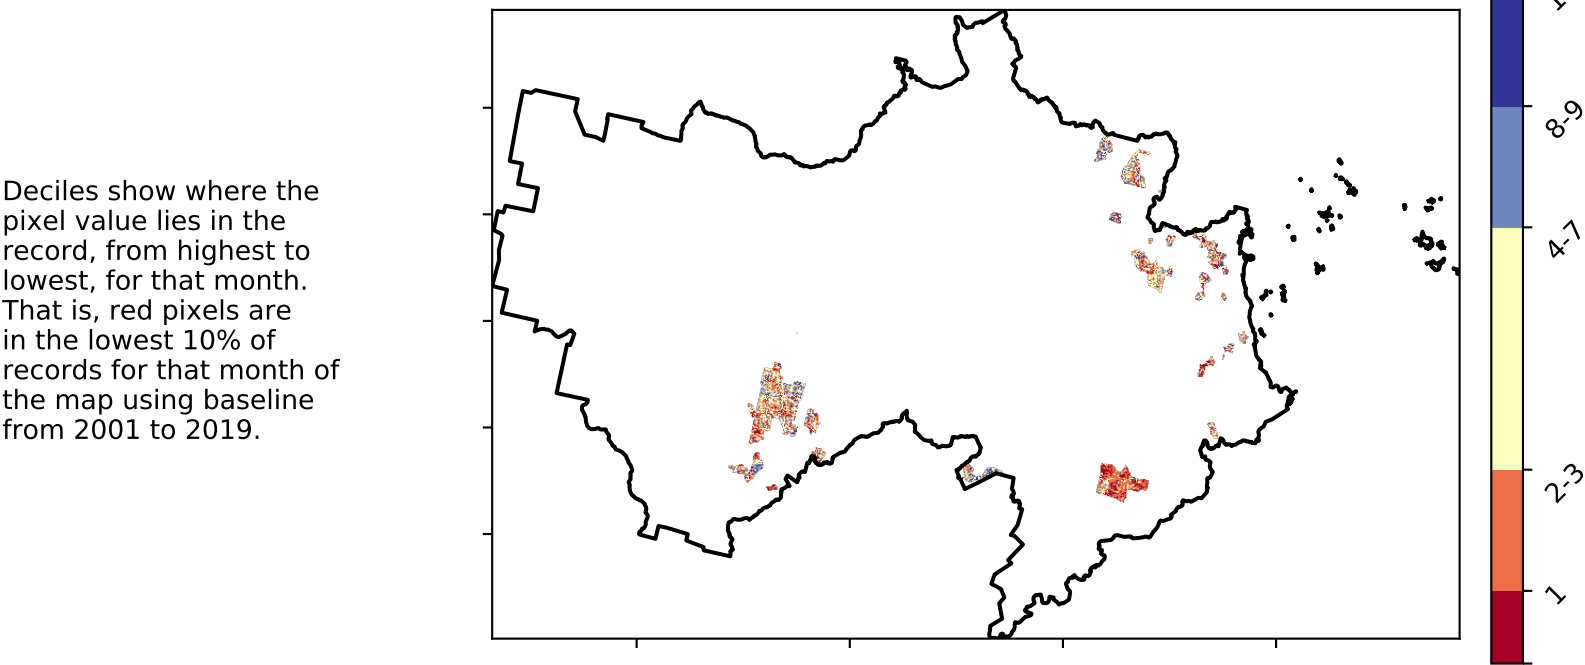 Deciles show where the
pixel value lies in the
record, from highest to
lowest, for that month.
That is, red pixels are
in the lowest 10% of
records for that month of
the map using baseline
from 2001 to 2019.
8-9
4-7
2-3
1